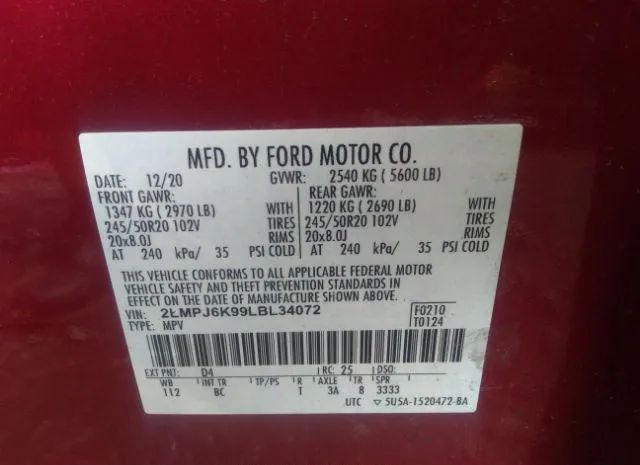 MFD. BY FORD MOTOR CO.
DATE: 12/20 GVWR: 2540 KG ( 5600 LB)
FRONT GAWR: REAR GAWR:
1347 KG ( 2970 LB) WITH 1220 KG ( 2690 LB) WITH
245/50R20 102V TIRES 245/50R20 102V TIRES
20x8.0J RIMS 20x8.0J RIMS
AT 240 kPa/ 35 PSI COLD AT 240 kPa/ 35 PSI COLD
THIS VEHICLE CONFORMS TO ALL APPLICABLE FEDERAL MOTOR
VEHICLE SAFETY AND THEFT PREVENTION STANDARDS IN
EFFECT ON THE DATE OF MANUFACTURE SHOWN ABOVE.
VIN: 2LMPJ6K99LBL34072 F0210
TYPE: MPV T0124
EXT PNT: D4 RC: 25 DSO:
WB INT TR TP/PS R AXLE TR SPR
112 BC T 3A 8 3333
UTC ▽ 5U5A-1520472-BA